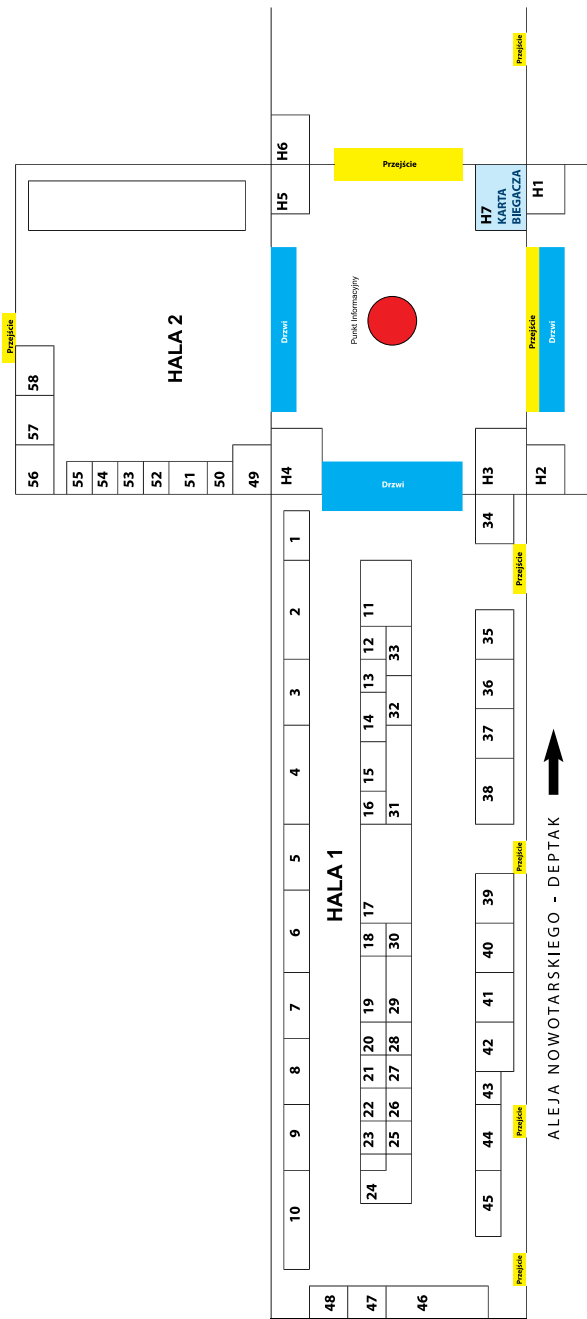 Przejście
H6
Przejście
H5
H7
KARTA
BIEGACZA
H1
Punkt Informacyjny
Drzwi
Przejście
Drzwi
HALA 2
Przejście
58
57
56
55
54
53
52
51
50
49
H4
Drzwi
H3
H2
34
Przejście
1
2
3
4
5
6
7
8
9
10
HALA 1
11
12
13
14
15
16
17
18
19
20
21
22
23
24
33
32
31
30
29
28
27
26
25
35
36
37
38
Przejście
39
40
41
42
43
44
45
Przejście
Przejście
46
47
48
ALEJA NOWOTARSKIEGO - DEPTAK